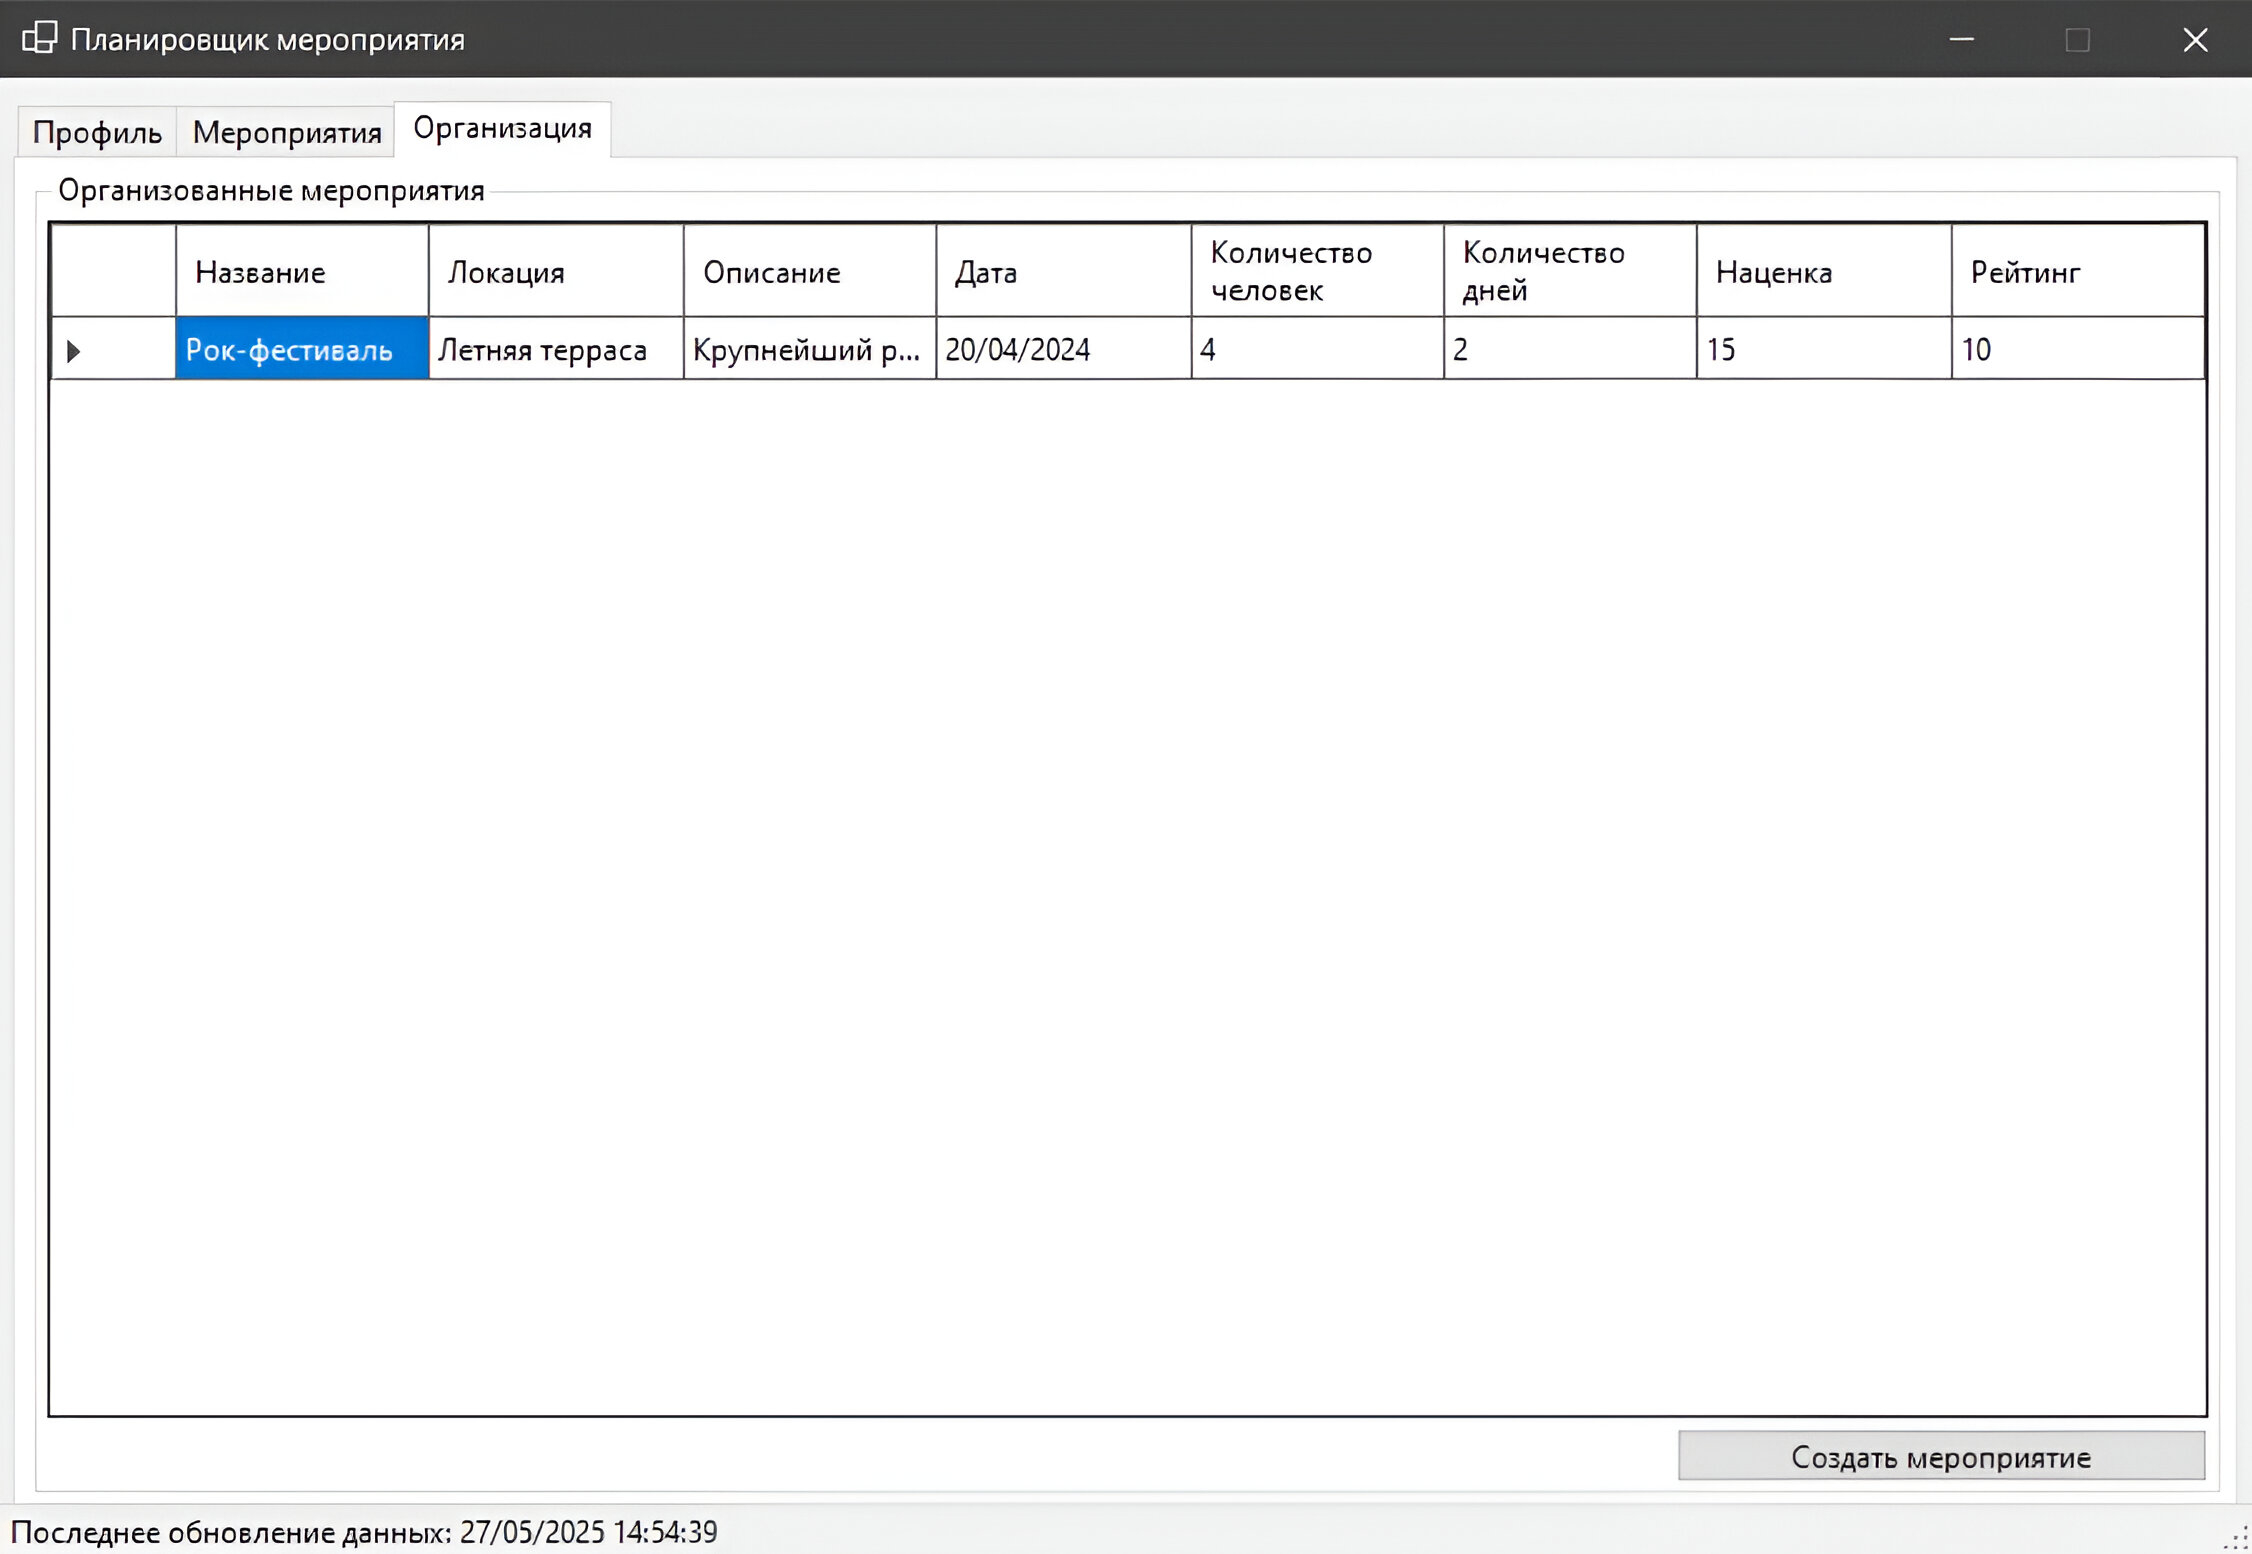 Планировщик мероприятия
Профиль Мероприятия Организация
Организованные мероприятия
Название Локация Описание Дата Количество человек Количество дней Наценка Рейтинг
Рок-фестиваль Летняя терраса Крупнейший р... 20/04/2024 4 2 15 10
Создать мероприятие
Последнее обновление данных: 27/05/2025 14:54:39